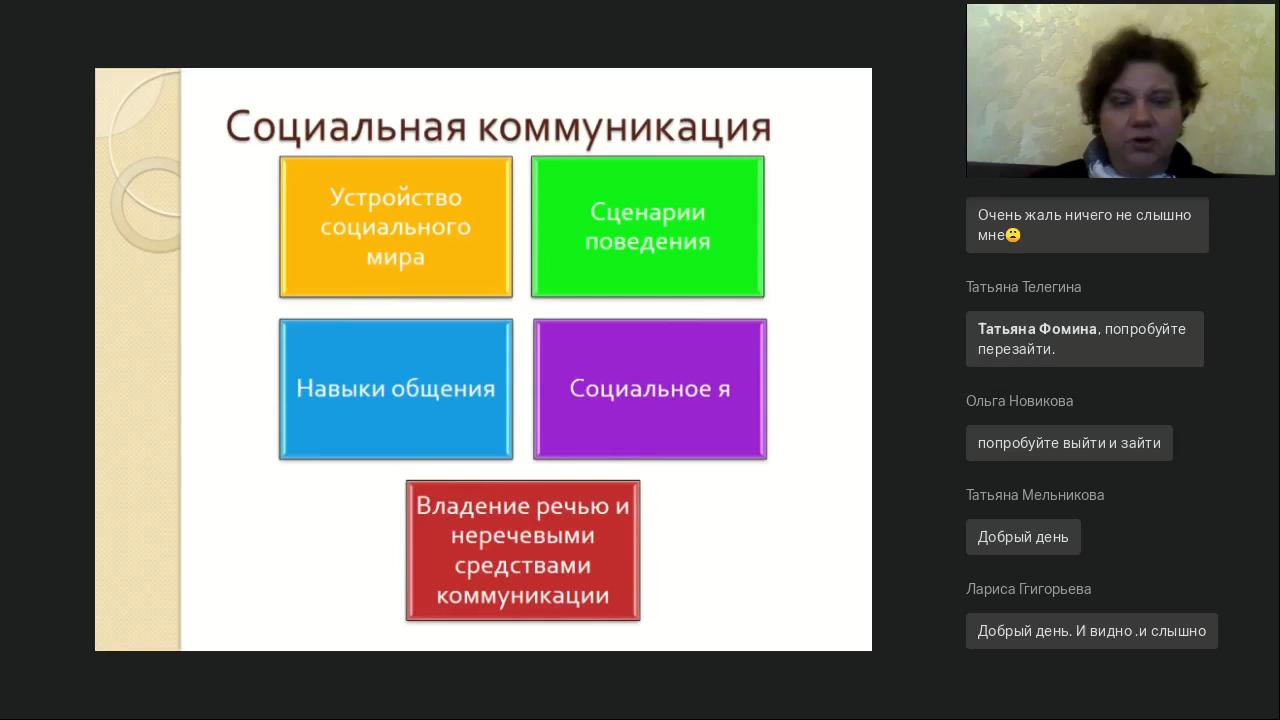 Социальная коммуникация
Устройство
социального
мира
Сценарии
поведения
Навыки общения
Социальное я
Владение речью и
неречевыми
средствами
коммуникации
Очень жаль ничего не слышно
мне😟
Татьяна Телегина
Татьяна Фомина, попробуйте
перезайти.
Ольга Новикова
попробуйте выйти и зайти
Татьяна Мельникова
Добрый день
Лариса Ггигорьева
Добрый день. И видно .и слышно